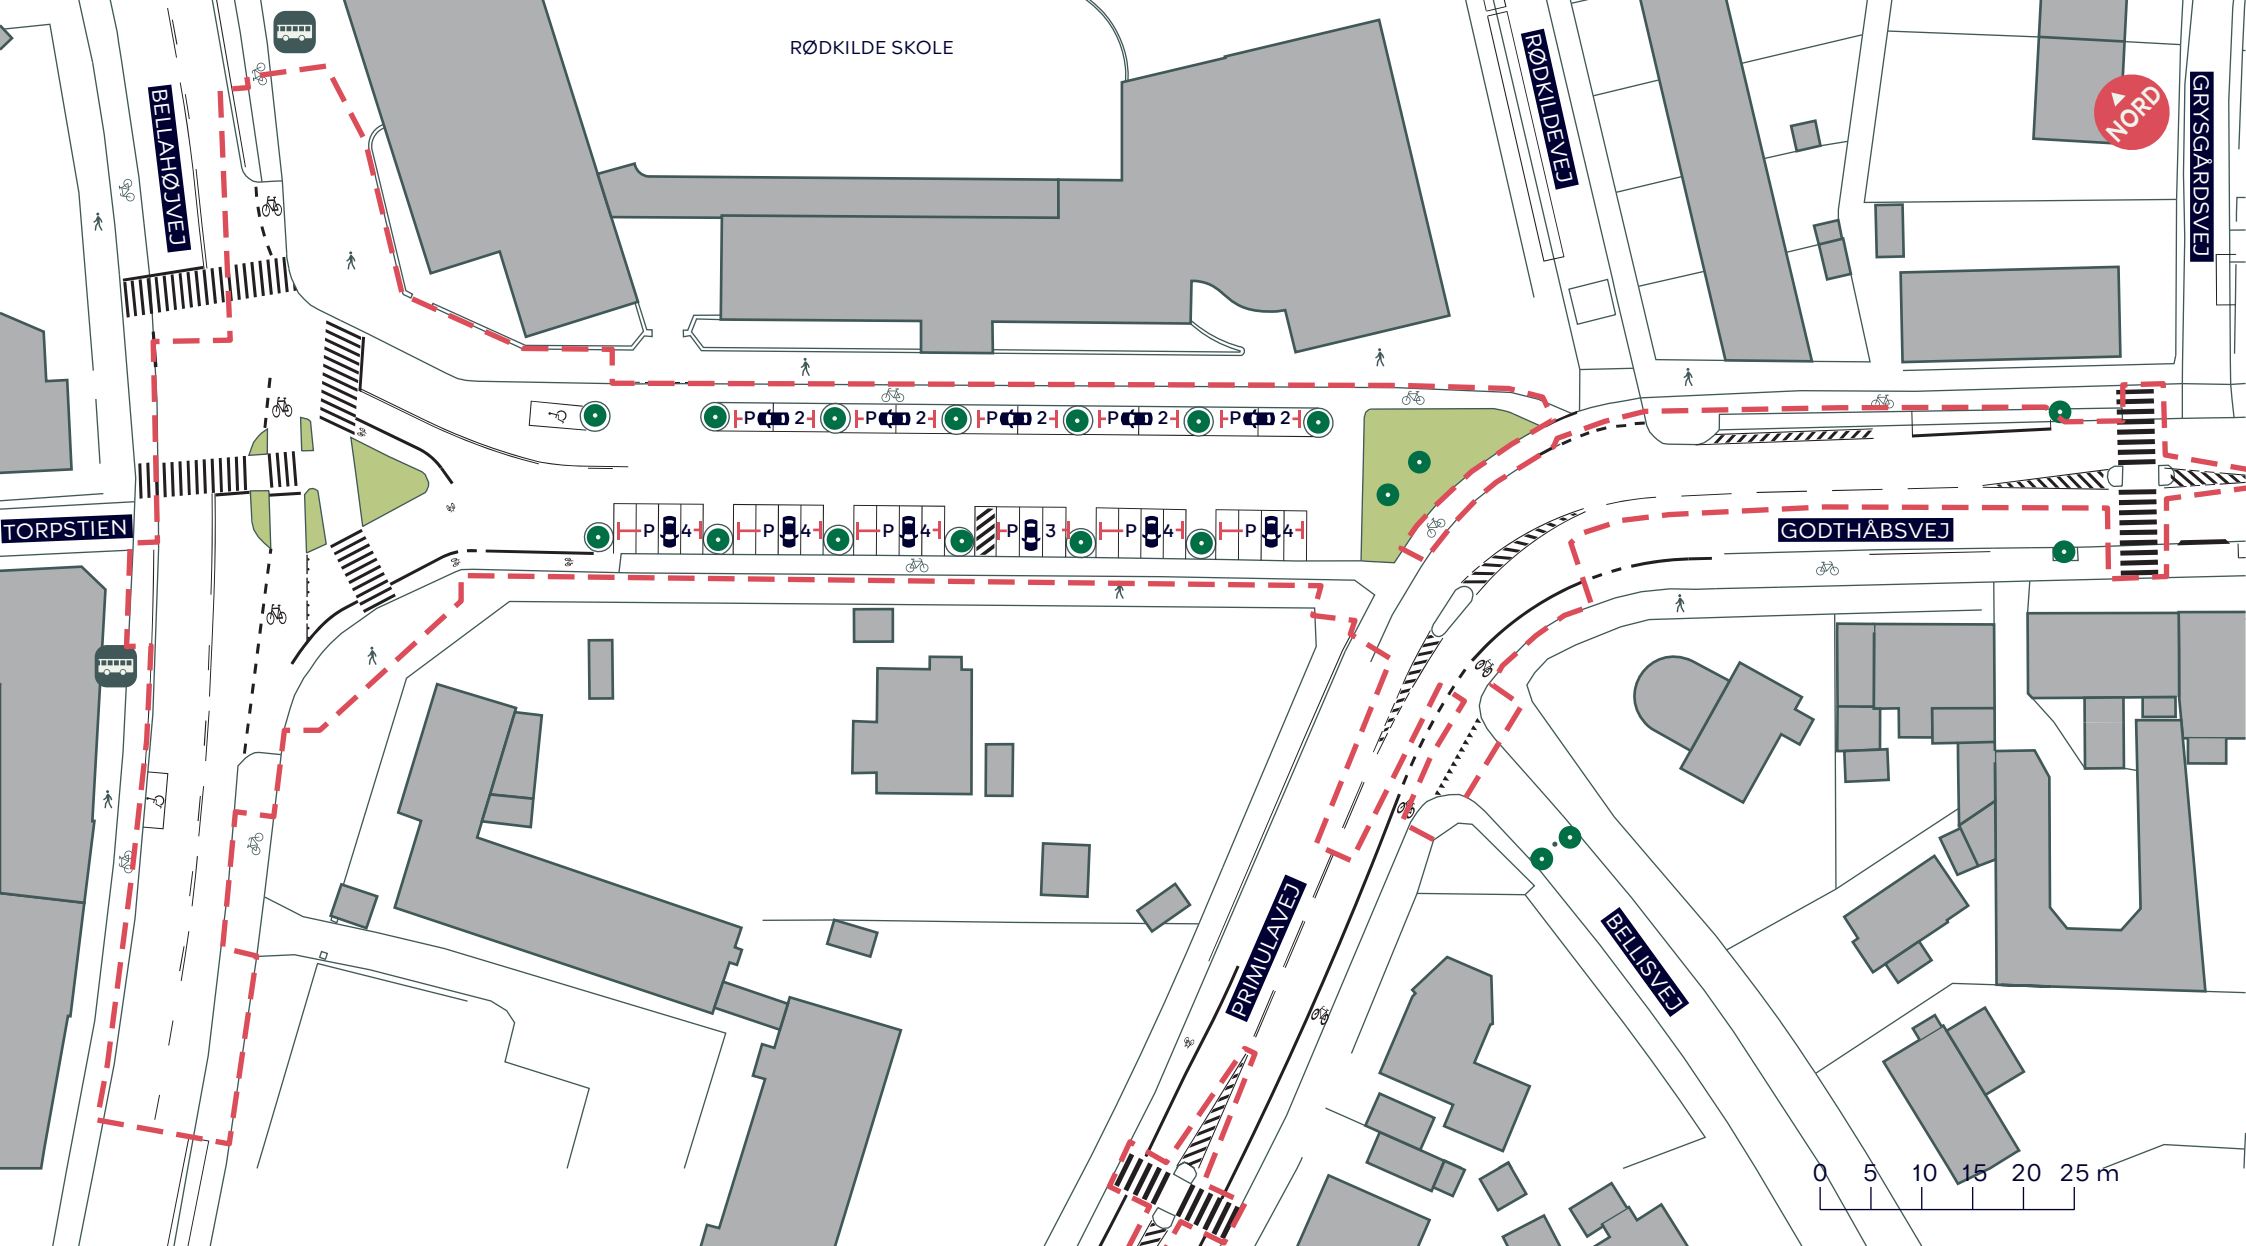 RØDKILDE SKOLE
BELLAHØJVEJ
RØDKILDEVEJ
NORD
GRYSGÅRDSVEJ
P 2
P 2
P 2
P 2
P 2
TORPSTIEN
P 4
P 4
P 4
P 3
P 4
P 4
GODTHÅBSVEJ
PRIMULAVEJ
BELLISVEJ
0 5 10 15 20 25 m